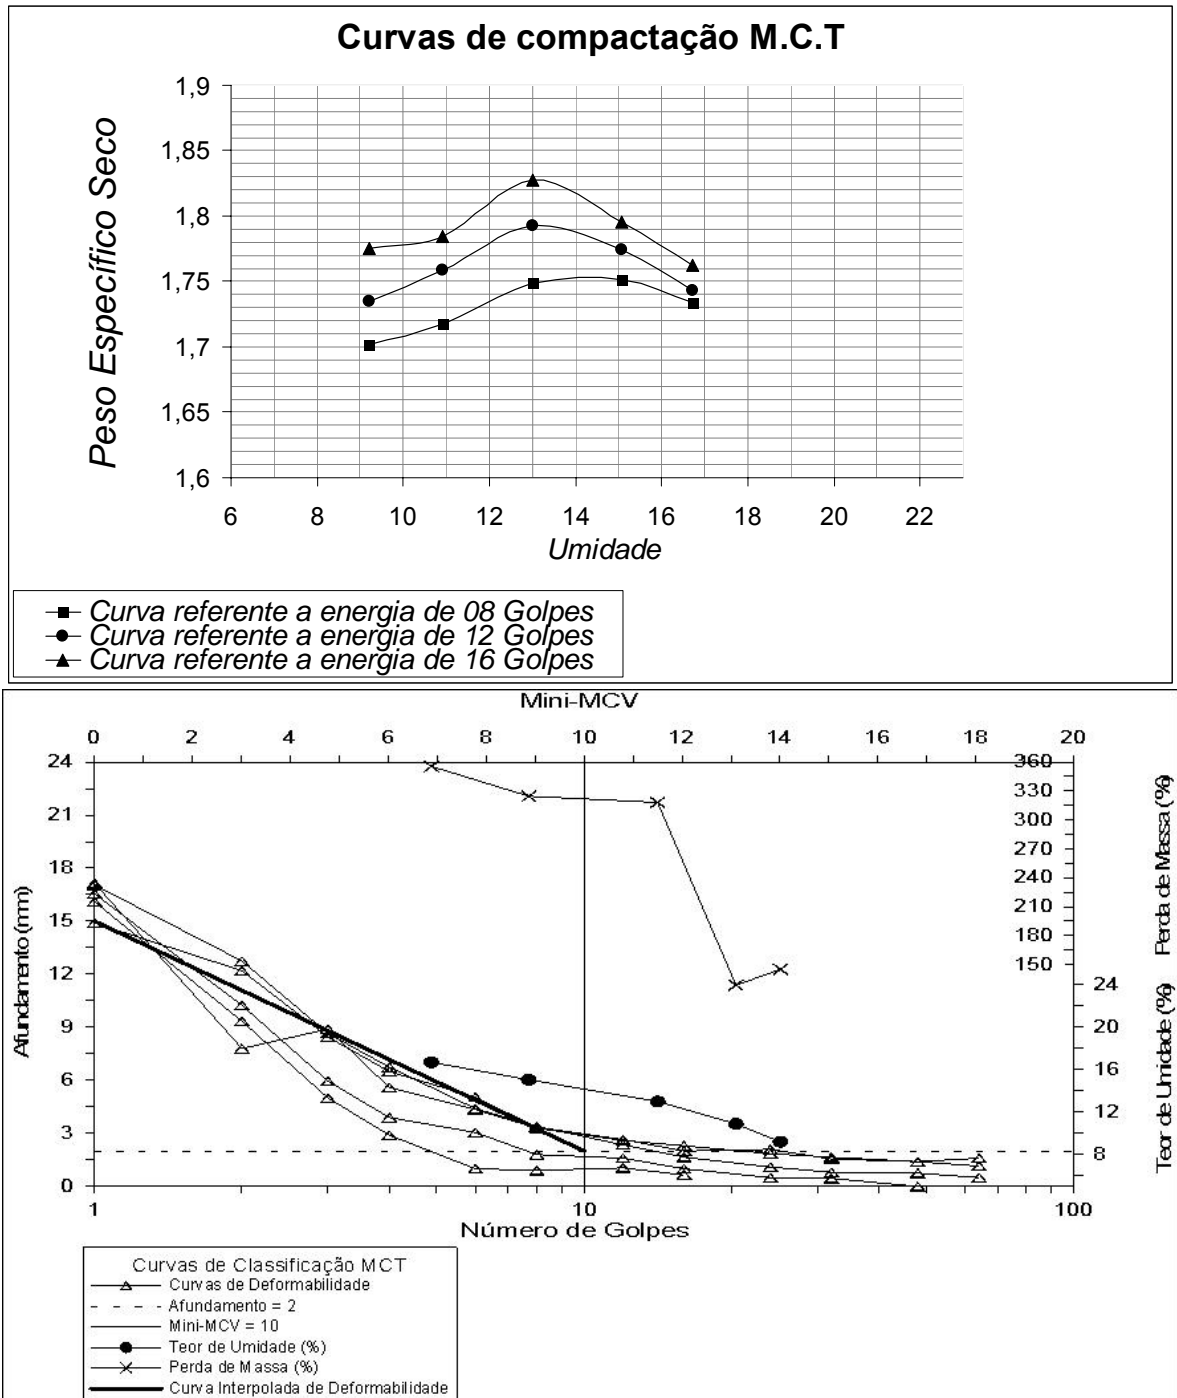 Curvas de compactação M.C.T
Peso Específico Seco
1,9
1,85
1,8
1,75
1,7
1,65
1,6
6 8 10 12 14 16 18 20 22
Umidade
Curva referente a energia de 08 Golpes
Curva referente a energia de 12 Golpes
Curva referente a energia de 16 Golpes
Mini-MCV
0 2 4 6 8 10 12 14 16 18 20
Afundamento (mm)
24
21
18
15
12
9
6
3
0
360
330
300
270
240
210
180
150
Perda de Massa (%)
24
20
16
12
8
Teor de Umidade (%)
1 10 100
Número de Golpes
Curvas de Classificação MCT
Curvas de Deformabilidade
Afundamento = 2
Mini-MCV = 10
Teor de Umidade (%)
Perda de Massa (%)
Curva Interpolada de Deformabilidade